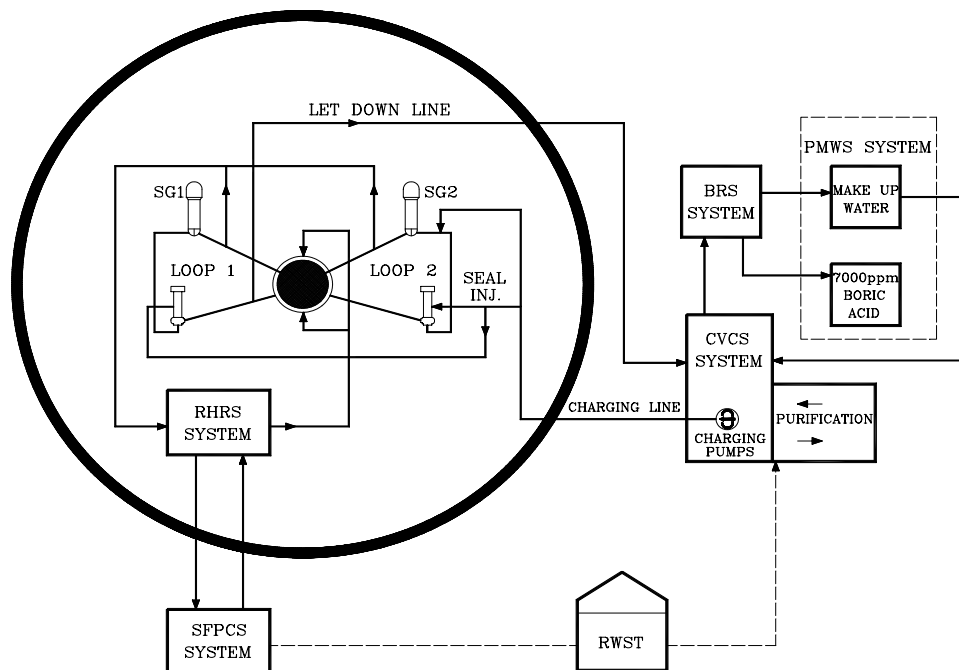 LET DOWN LINE
PMWS SYSTEM
SG1
SG2
BRS
SYSTEM
MAKE UP
WATER
LOOP 1
LOOP 2
SEAL
INJ.
7000ppm
BORIC
ACID
CVCS
SYSTEM
RHRS
SYSTEM
CHARGING LINE
CHARGING
PUMPS
PURIFICATION
SFPCS
SYSTEM
RWST